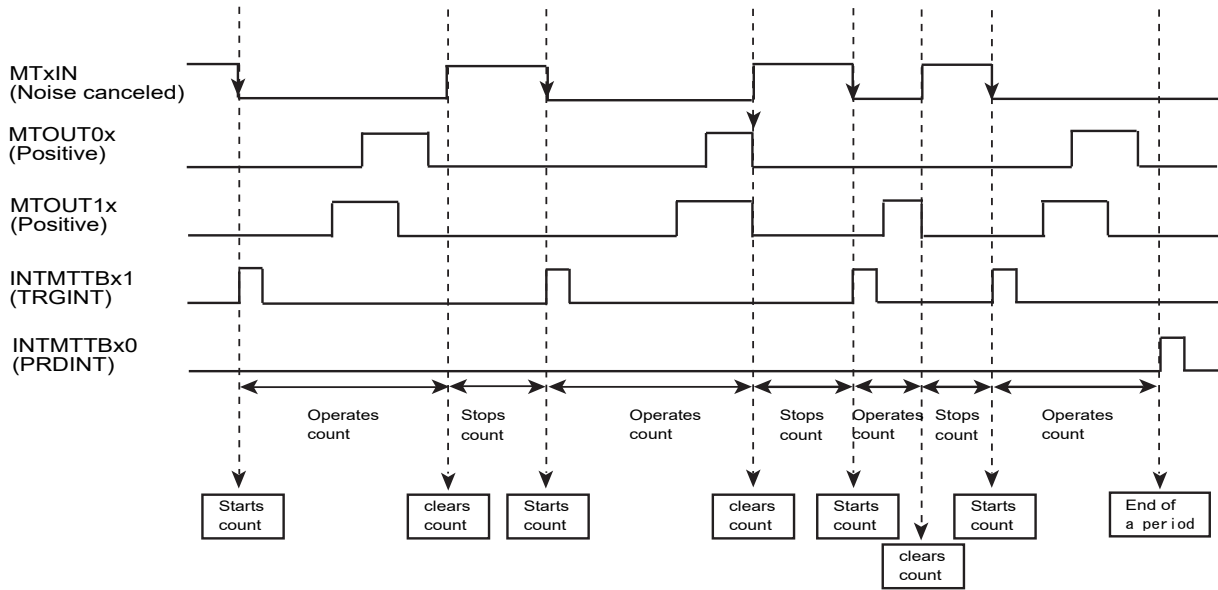 MTxIN
(Noise canceled)
MTOUT0x
(Positive)
MTOUT1x
(Positive)
INTMTTBx1
(TRGINT)
INTMTTBx0
(PRDINT)
Operates
count
Stops
count
Operates
count
Stops
count
Operates
count
Stops
count
Operates
count
Starts
count
clears
count
Starts
count
clears
count
Starts
count
clears
count
Starts
count
End of
a period